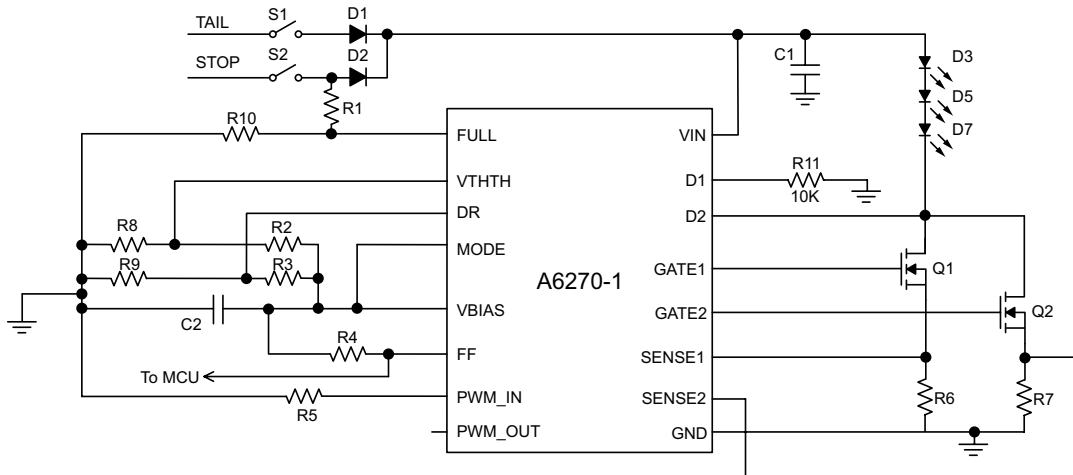 TAIL
S1
D1
STOP
S2
D2
R1
C1
D3
D5
D7
R10
FULL
VIN
VTHTH
D1
R11
10K
DR
D2
R8
R2
MODE
R9
R3
GATE1
Q1
A6270-1
C2
VBIAS
GATE2
Q2
R4
FF
SENSE1
To MCU
R5
PWM_IN
SENSE2
R6
R7
PWM_OUT
GND